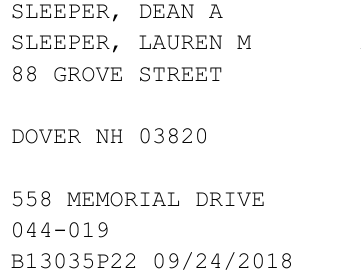 SLEEPER, DEAN A
SLEEPER, LAUREN M
88 GROVE STREET
DOVER NH 03820
558 MEMORIAL DRIVE
044-019
B13035P22 09/24/2018